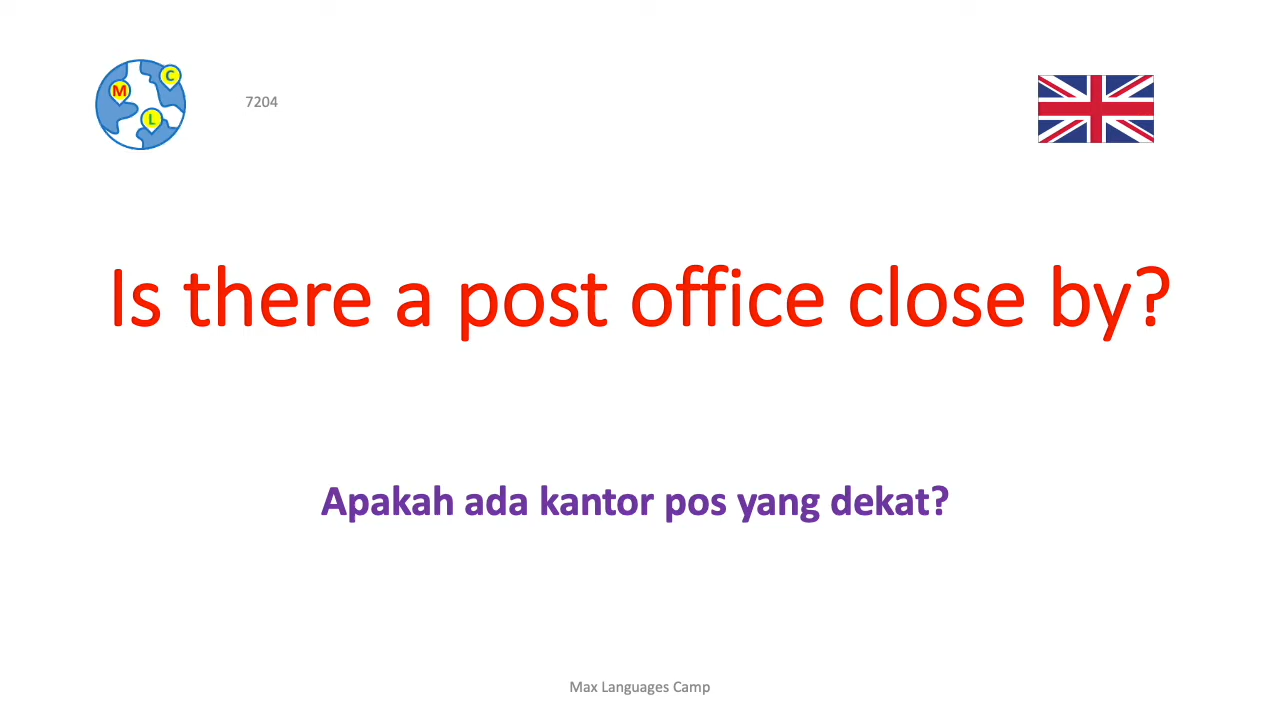 M
C
L
7204
Is there a post office close by?
Apakah ada kantor pos yang dekat?
Max Languages Camp